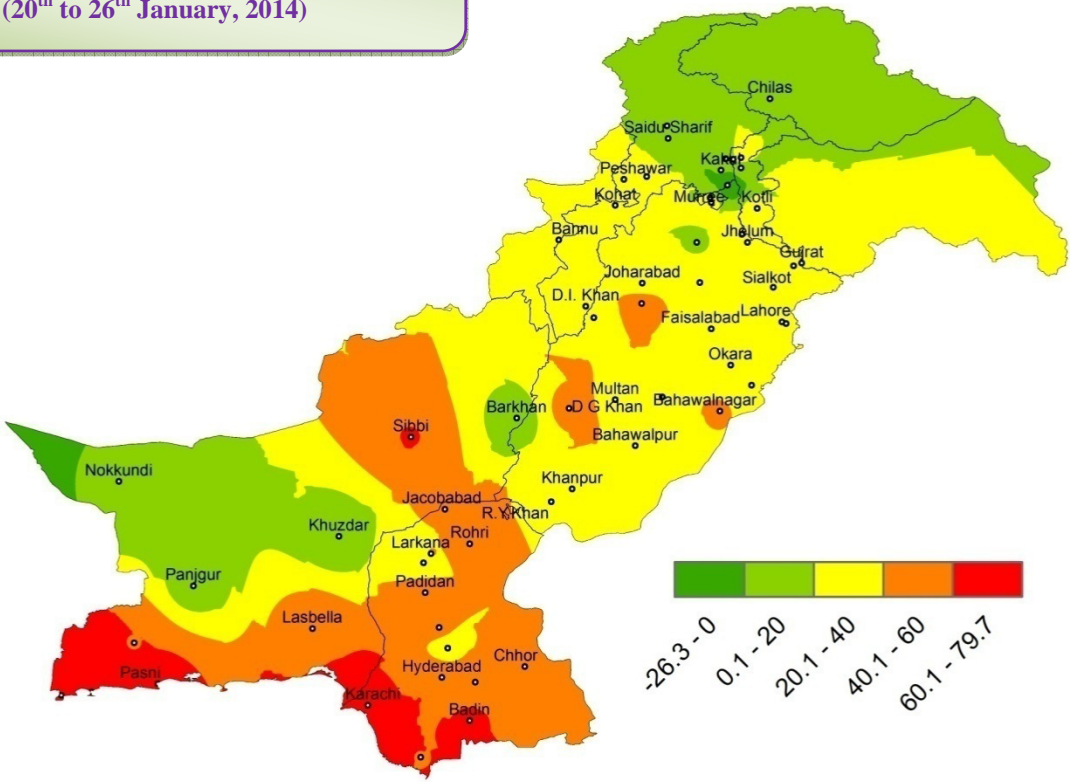 (20th to 26th January, 2014)
Chilas
Saidu Sharif
Peshawar
Kohat
Murree
Kotli
Bannu
Jhelum
Gujrat
Joharabad
Sialkot
D.I. Khan
Faisalabad
Lahore
Okara
Multan
Barkhan
D G Khan
Bahawalnagar
Sibbi
Bahawalpur
Nokkundi
Khanpur
Jacobabad
R.Y.Khan
Khuzdar
Rohri
Larkana
Panjgur
Padidan
Lasbella
Chhor
Hyderabad
Pasni
Karachi
Badin
-26.3 - 0
0.1 - 20
20.1 - 40
40.1 - 60
60.1 - 79.7